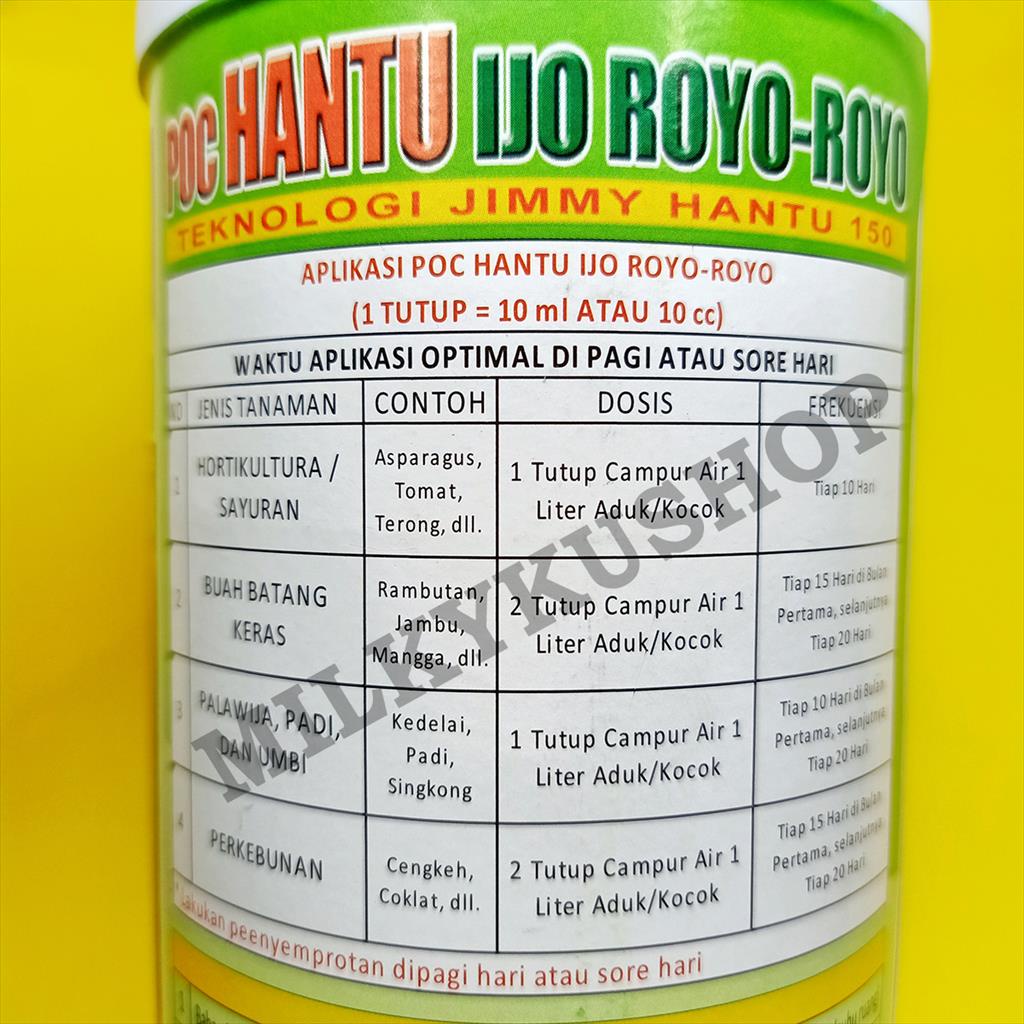 POC HANTU IJO ROYO-ROYO
TEKNOLOGI JIMMY HANTU 150
APLIKASI POC HANTU IJO ROYO-ROYO
(1 TUTUP = 10 ml ATAU 10 cc)
WAKTU APLIKASI OPTIMAL DI PAGI ATAU SORE HARI
NO JENIS TANAMAN CONTOH DOSIS FREKUENSI
HORTIKULTURA /
SAYURAN
Asparagus,
Tomat,
Terong, dll.
1 Tutup Campur Air 1
Liter Aduk/Kocok
Tiap 10 Hari
2
BUAH BATANG
KERAS
Rambutan,
Jambu,
Mangga, dll.
2 Tutup Campur Air 1
Liter Aduk/Kocok
Tiap 15 Hari di Bulan
Pertama, selanjutnya
Tiap 20 Hari
3
PALAWIJA, PADI,
DAN UMBI
Kedelai,
Padi,
Singkong
1 Tutup Campur Air 1
Liter Aduk/Kocok
Tiap 10 Hari di Bulan
Pertama, selanjutnya
Tiap 20 Hari
4
PERKEBUNAN
Cengkeh,
Coklat, dll.
2 Tutup Campur Air 1
Liter Aduk/Kocok
Tiap 15 Hari di Bulan
Pertama, selanjutnya
Tiap 20 Hari
* Lakukan peenyemprotan dipagi hari atau sore hari
MILKYKUSHOP